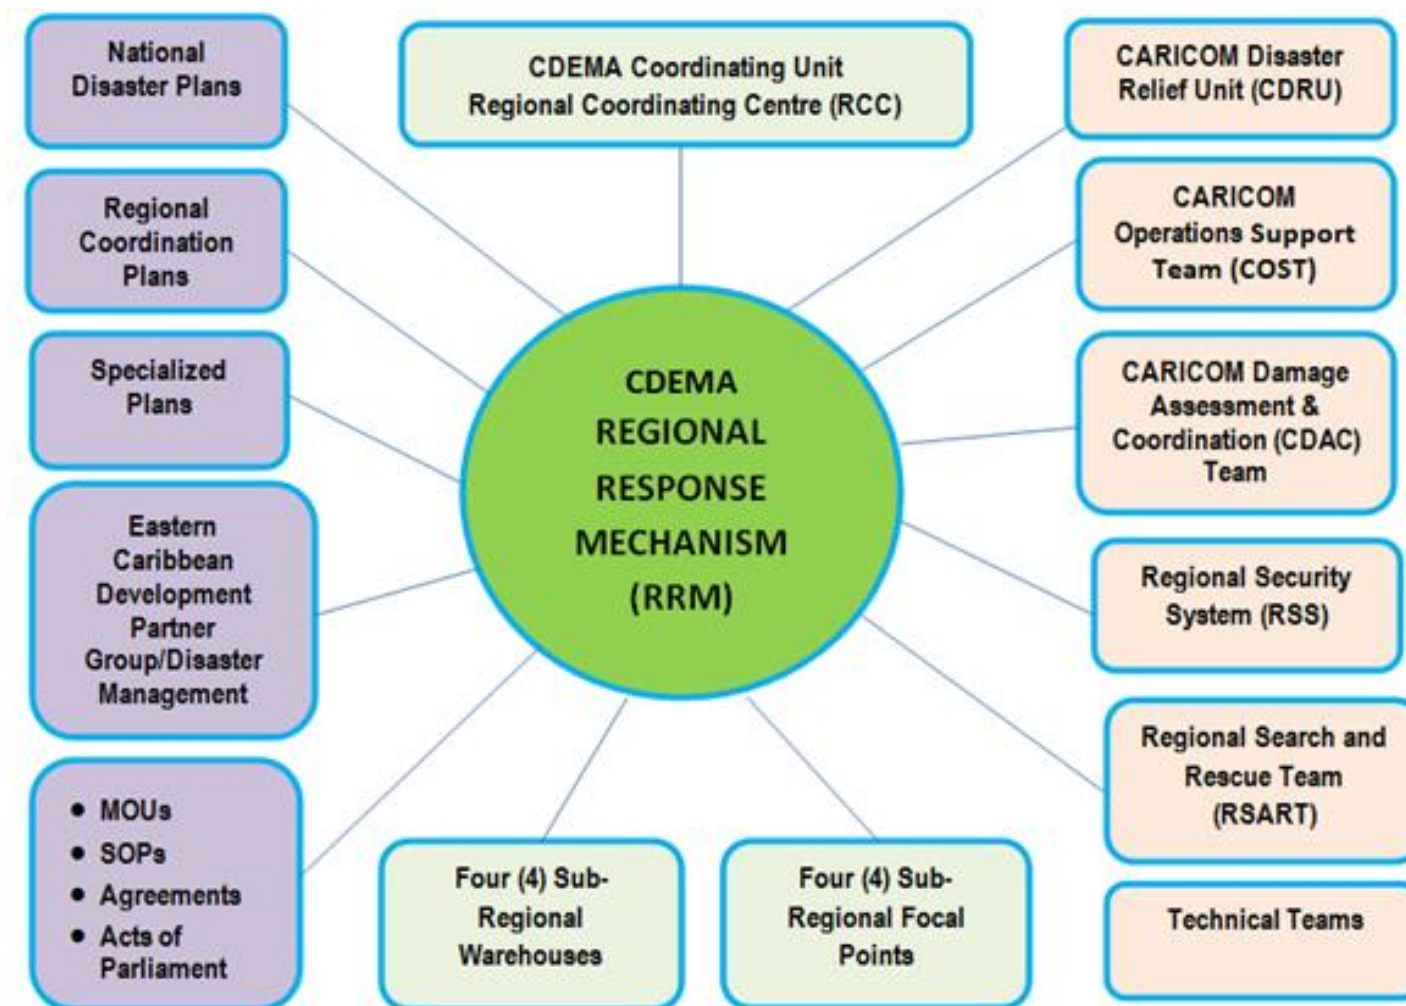 National
Disaster Plans
CDEMA Coordinating Unit
Regional Coordinating Centre (RCC)
CARICOM Disaster
Relief Unit (CDRU)
Regional
Coordination
Plans
CARICOM
Operations Support
Team (COST)
Specialized
Plans
CDEMA
REGIONAL
RESPONSE
MECHANISM
(RRM)
CARICOM Damage
Assessment &
Coordination (CDAC)
Team
Eastern
Caribbean
Development
Partner
Group/Disaster
Management
Regional Security
System (RSS)
Regional Search and
Rescue Team
(RSART)
● MOUs
● SOPs
● Agreements
● Acts of
Parliament
Four (4) Sub-
Regional
Warehouses
Four (4) Sub-
Regional Focal
Points
Technical Teams